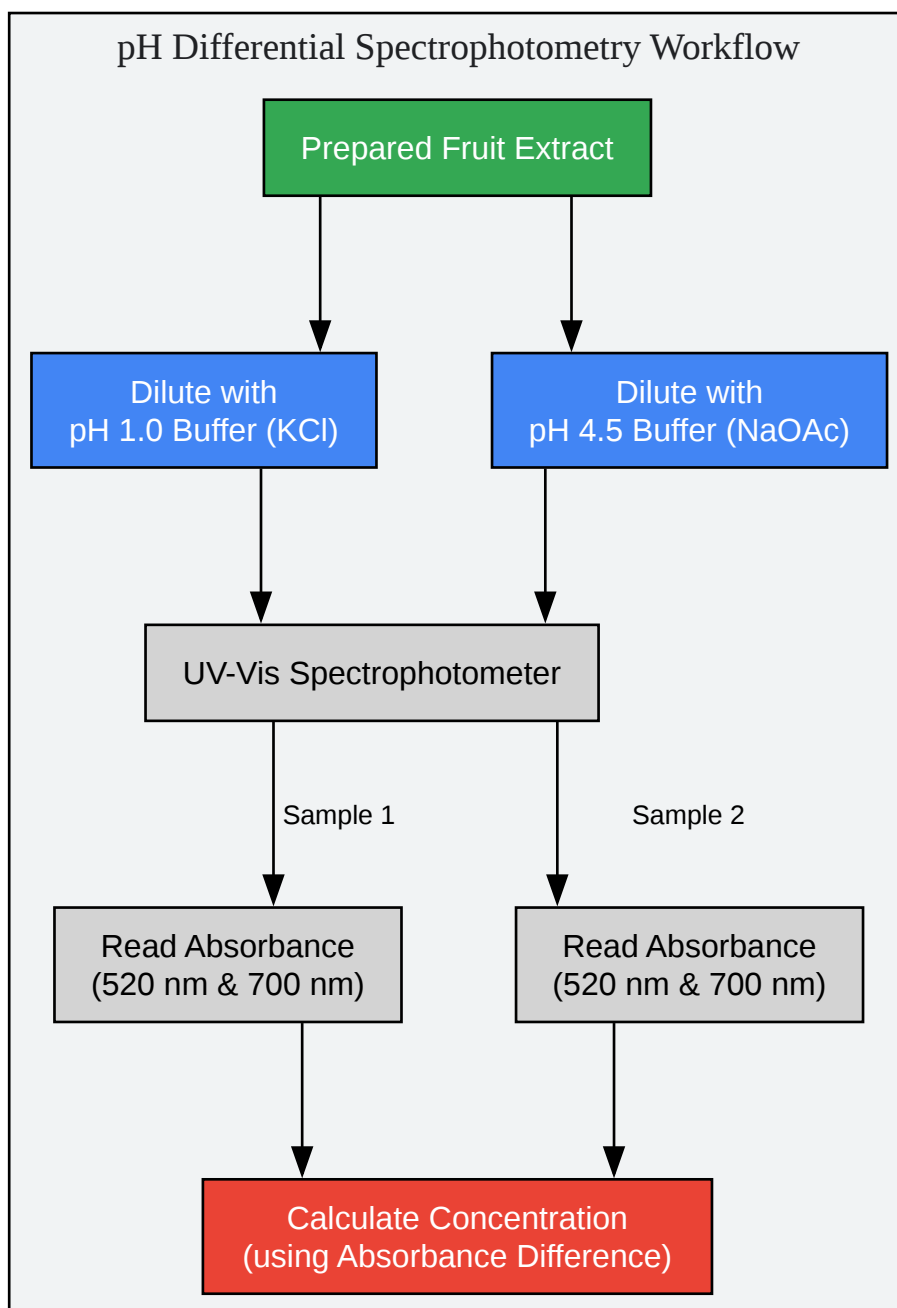 pH Differential Spectrophotometry Workflow
Prepared Fruit Extract
Dilute with
pH 1.0 Buffer (KCl)
Dilute with
pH 4.5 Buffer (NaOAc)
UV-Vis Spectrophotometer
Sample 1
Sample 2
Read Absorbance
(520 nm & 700 nm)
Read Absorbance
(520 nm & 700 nm)
Calculate Concentration
(using Absorbance Difference)